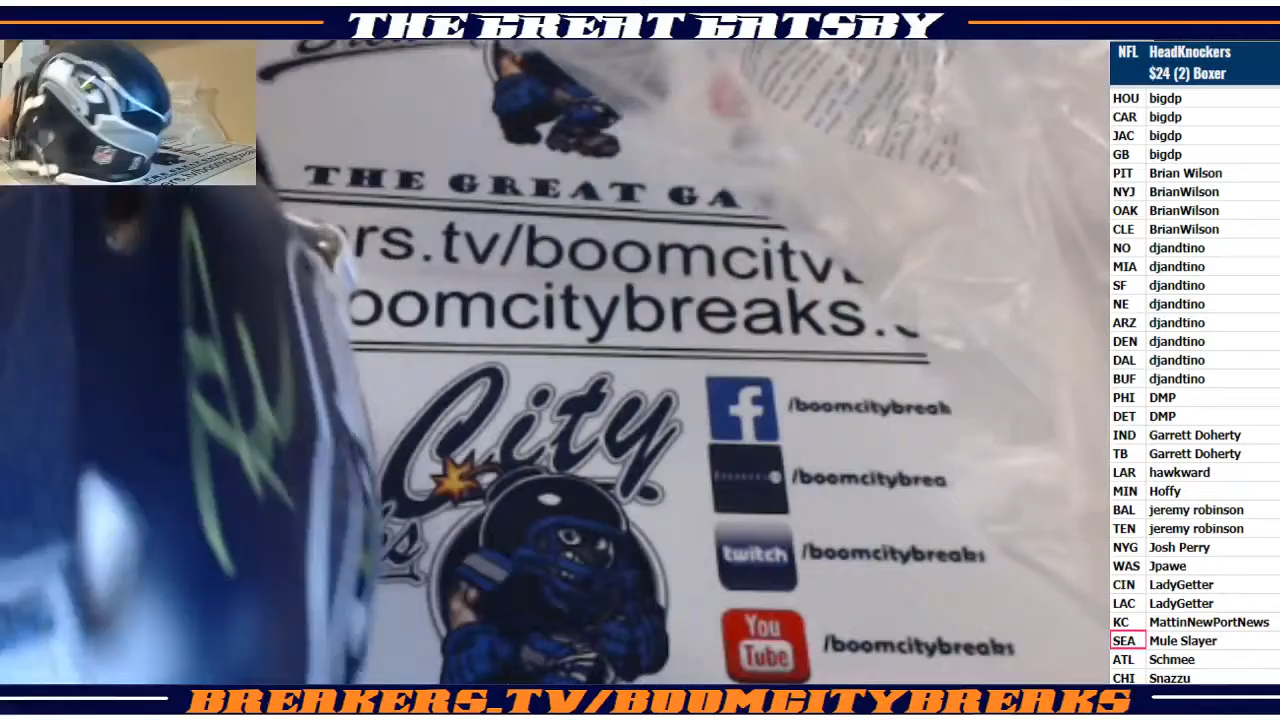 THE GREAT GATSBY
NFL HeadKnockers
$24 (2) Boxer
HOU bigdp
CAR bigdp
JAC bigdp
GB bigdp
PIT Brian Wilson
NYJ BrianWilson
OAK BrianWilson
CLE BrianWilson
NO djandtino
MIA djandtino
SF djandtino
NE djandtino
ARZ djandtino
DEN djandtino
DAL djandtino
BUF djandtino
PHI DMP
DET DMP
IND Garrett Doherty
TB Garrett Doherty
LAR hawkward
MIN Hoffy
BAL jeremy robinson
TEN jeremy robinson
NYG Josh Perry
WAS Jpawe
CIN LadyGetter
LAC LadyGetter
KC MattinNewPortNews
SEA Mule Slayer
ATL Schmee
CHI Snazzu
THE GREAT GA
ers.tv/boomcity
oomcitybreaks.
City
/boomcitybreak
/boomcitybrea
twitch /boomcitybreaks
You
Tube /boomcitybreaks
BREAKERS.TV/BOOMCITYBREAKS